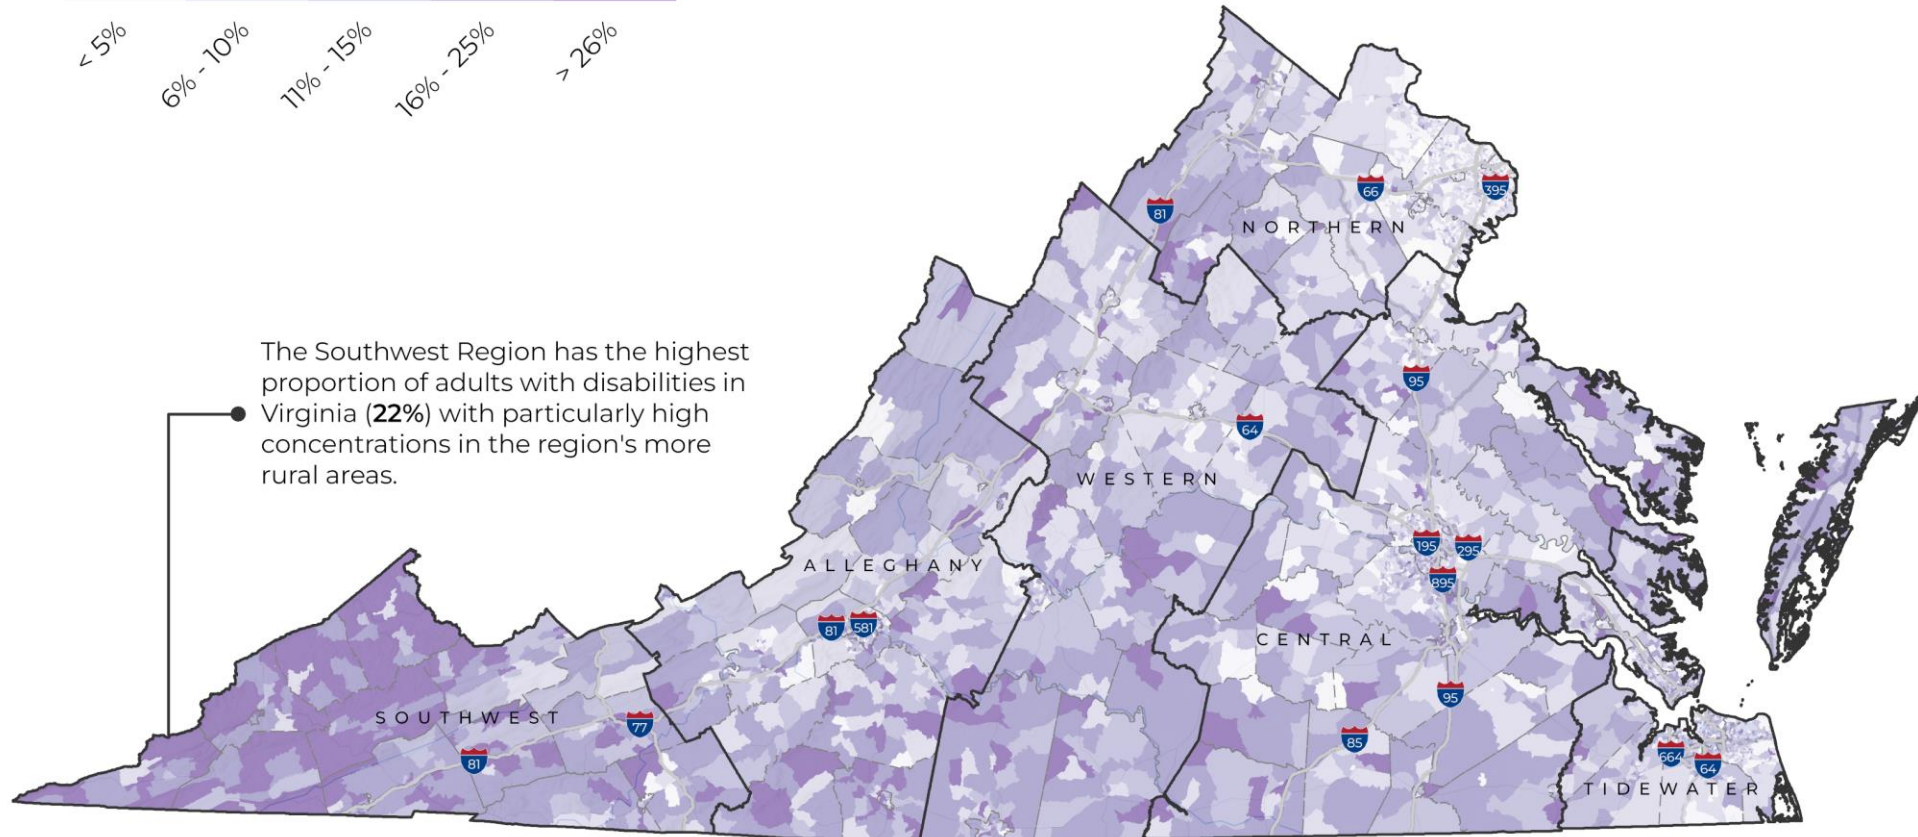 < 5%
6% - 10%
11% - 15%
16% - 25%
> 26%
66
395
81
NORTHERN
The Southwest Region has the highest
proportion of adults with disabilities in
Virginia (22%) with particularly high
concentrations in the region's more
rural areas.
95
64
WESTERN
195
295
ALLEGHANY
895
81
581
CENTRAL
95
SOUTHWEST
77
85
81
664
64
TIDEWATER